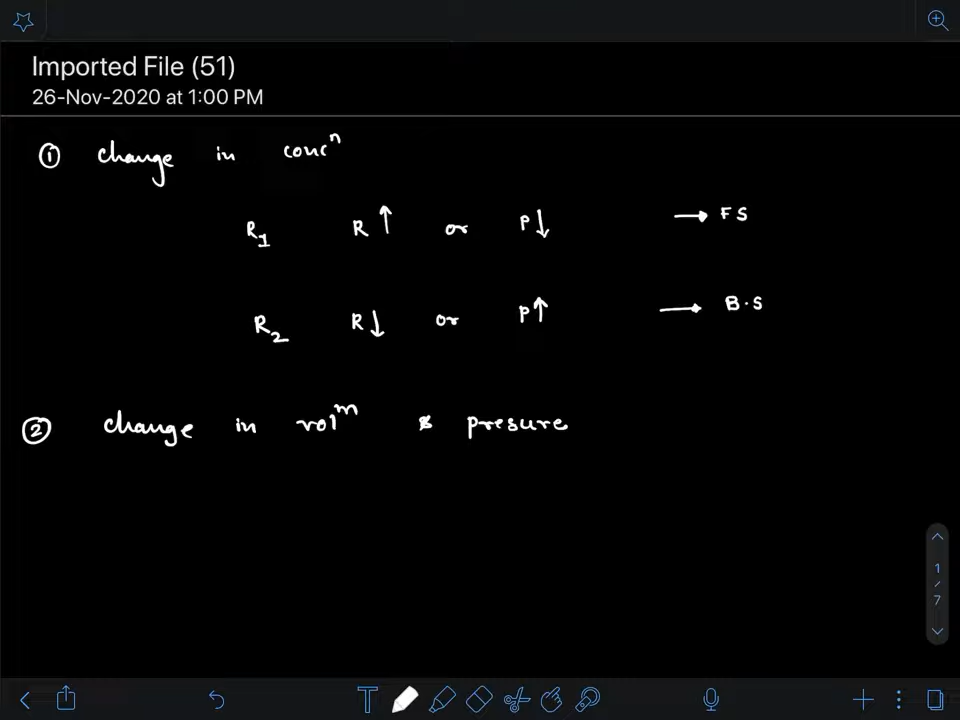 Imported File (51)
26-Nov-2020 at 1:00 PM
① change in concⁿ
R₁ R ↑ or P ↓ → FS
R₂ R ↓ or P ↑ → B.S
② change in volᵐ & presure
1
/
7
T